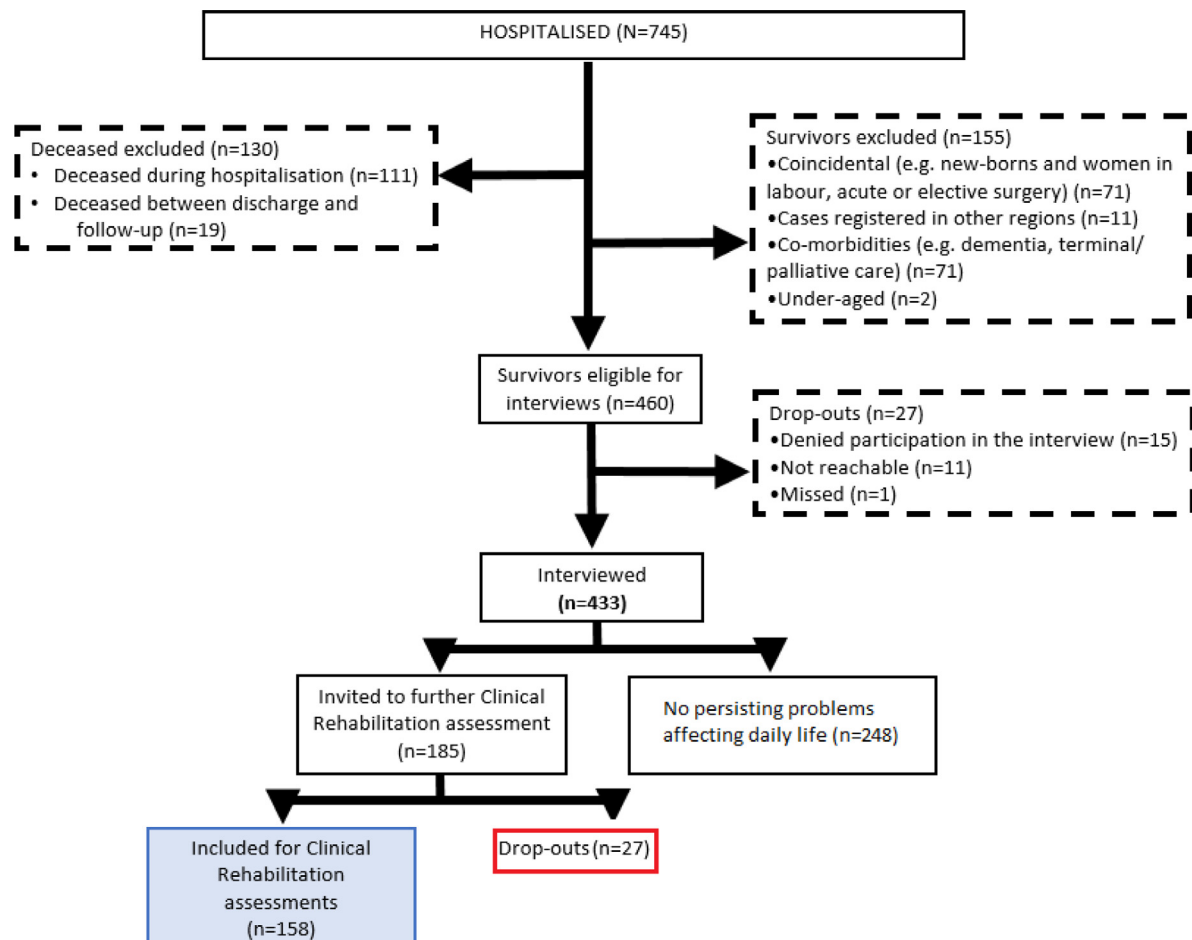 HOSPITALISED (N=745)
Deceased excluded (n=130)
• Deceased during hospitalisation (n=111)
• Deceased between discharge and
follow-up (n=19)
Survivors excluded (n=155)
•Coincidental (e.g. new-borns and women in
labour, acute or elective surgery) (n=71)
•Cases registered in other regions (n=11)
•Co-morbidities (e.g. dementia, terminal/
palliative care) (n=71)
•Under-aged (n=2)
Survivors eligible for
interviews (n=460)
Drop-outs (n=27)
•Denied participation in the interview (n=15)
•Not reachable (n=11)
•Missed (n=1)
Interviewed
(n=433)
Invited to further Clinical
Rehabilitation assessment
(n=185)
No persisting problems
affecting daily life (n=248)
Included for Clinical
Rehabilitation
assessments
(n=158)
Drop-outs (n=27)